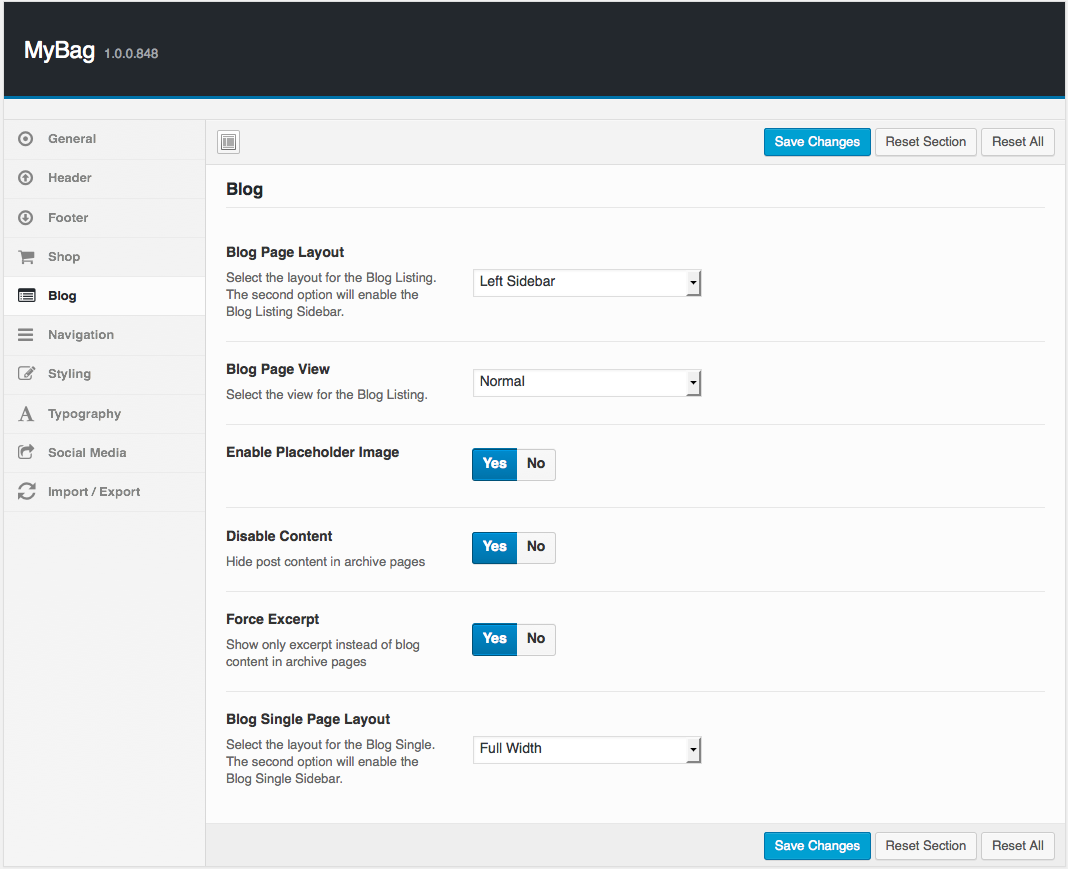 MyBag 1.0.0.848
General
Header
Footer
Shop
Blog
Navigation
Styling
Typography
Social Media
Import / Export
Save Changes Reset Section Reset All
Blog
Blog Page Layout
Select the layout for the Blog Listing.
The second option will enable the
Blog Listing Sidebar.
Left Sidebar
Blog Page View
Select the view for the Blog Listing.
Normal
Enable Placeholder Image
Yes No
Disable Content
Hide post content in archive pages
Yes No
Force Excerpt
Show only excerpt instead of blog
content in archive pages
Yes No
Blog Single Page Layout
Select the layout for the Blog Single.
The second option will enable the
Blog Single Sidebar.
Full Width
Save Changes Reset Section Reset All